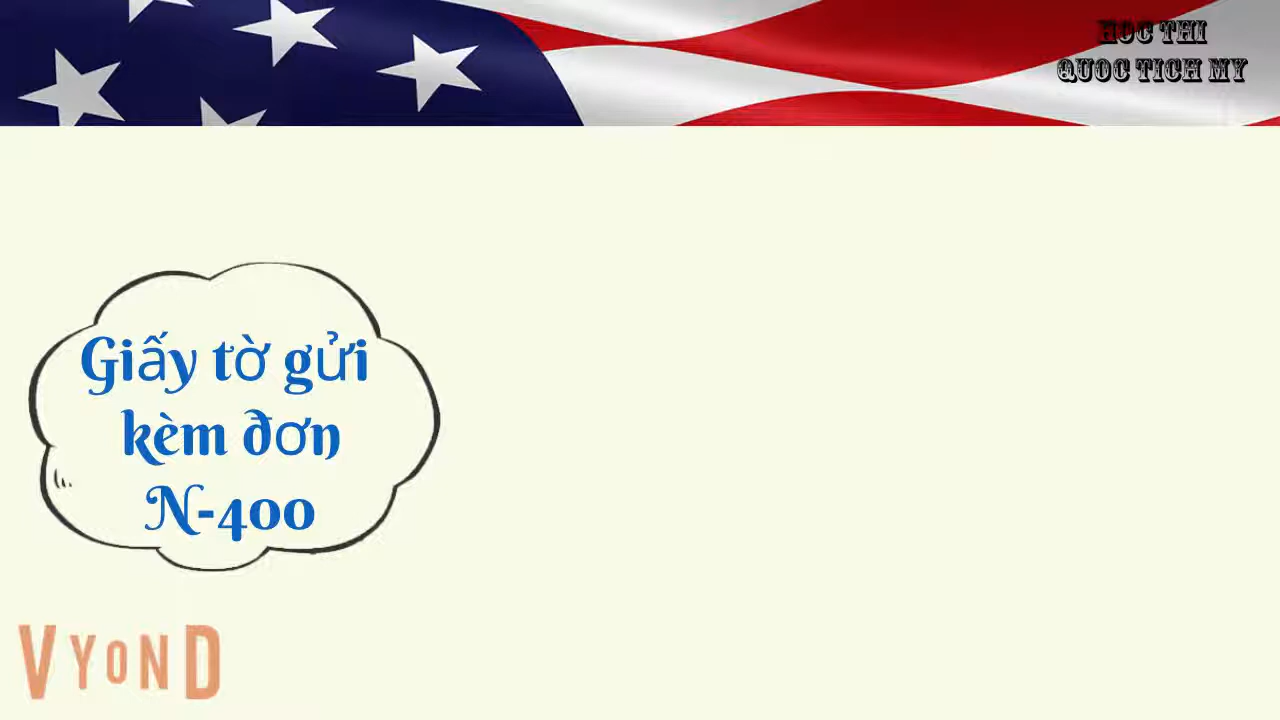 HOC THI
QUOC TICH MY
Giấy tờ gửi
kèm đơn
N-400
VYOND